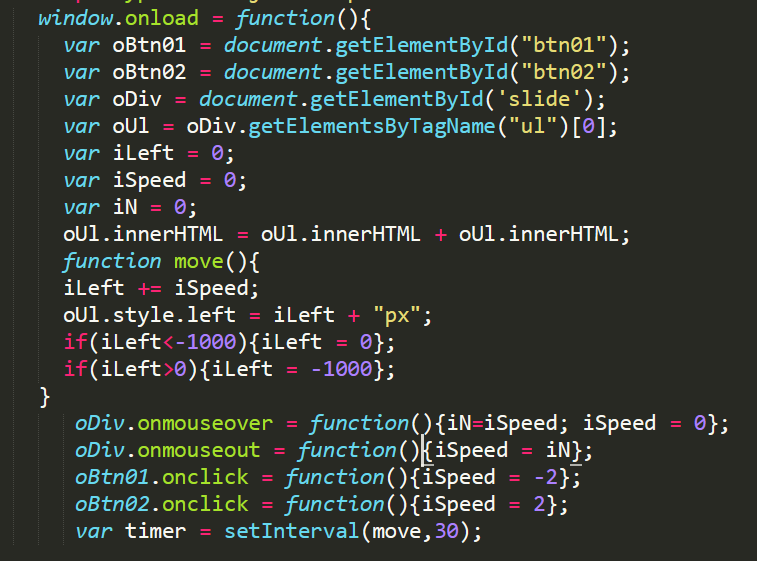 window.onload = function(){
var oBtn01 = document.getElementById("btn01");
var oBtn02 = document.getElementById("btn02");
var oDiv = document.getElementById('slide');
var oUl = oDiv.getElementsByTagName("ul")[0];
var iLeft = 0;
var iSpeed = 0;
var iN = 0;
oUl.innerHTML = oUl.innerHTML + oUl.innerHTML;
function move(){
iLeft += iSpeed;
oUl.style.left = iLeft + "px";
if(iLeft<-1000){iLeft = 0};
if(iLeft>0){iLeft = -1000};
}
oDiv.onmouseover = function(){iN=iSpeed; iSpeed = 0};
oDiv.onmouseout = function(){iSpeed = iN};
oBtn01.onclick = function(){iSpeed = -2};
oBtn02.onclick = function(){iSpeed = 2};
var timer = setInterval(move,30);